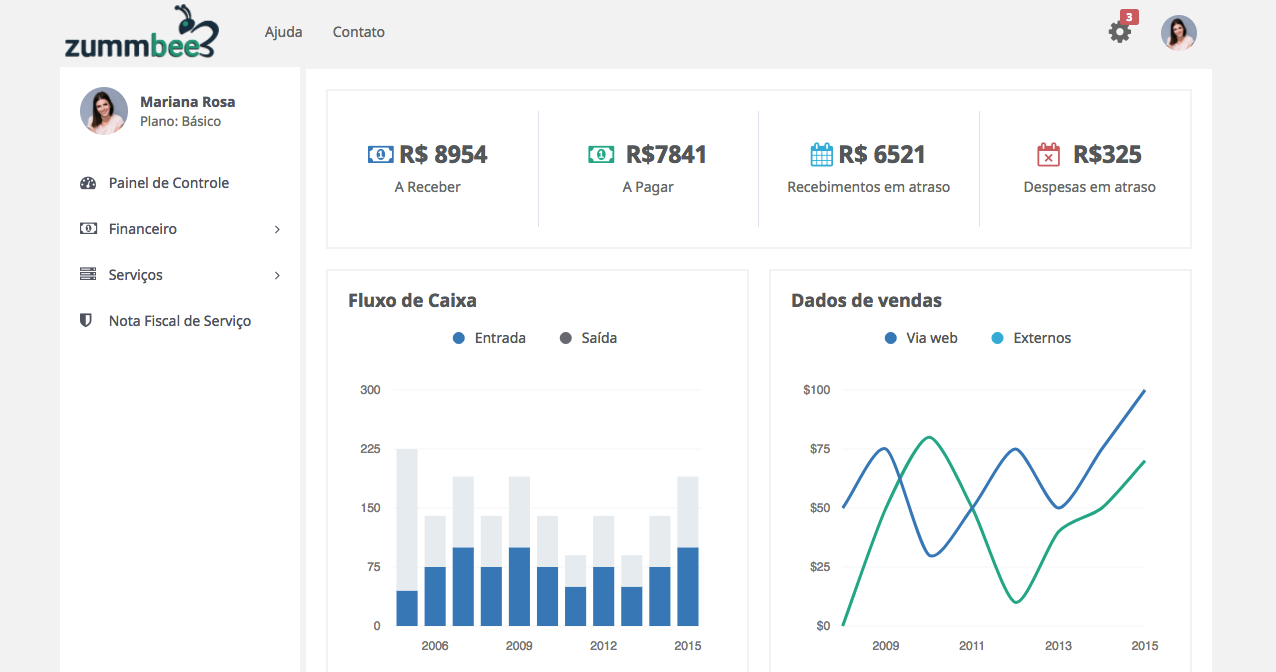 zummbee
Ajuda
Contato
3
Mariana Rosa
Plano: Básico
Painel de Controle
Financeiro
Serviços
Nota Fiscal de Serviço
R$ 8954
A Receber
R$7841
A Pagar
R$ 6521
Recebimentos em atraso
R$325
Despesas em atraso
Fluxo de Caixa
Entrada
Saída
300
225
150
75
0
2006
2009
2012
2015
Dados de vendas
Via web
Externos
$100
$75
$50
$25
$0
2009
2011
2013
2015